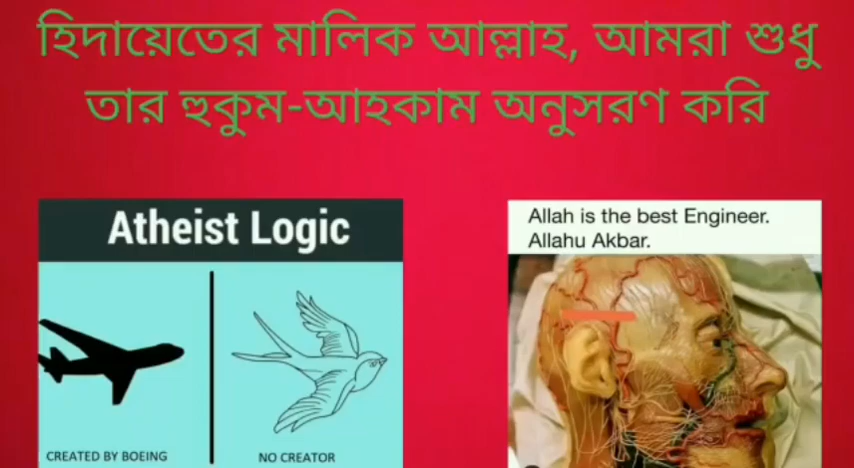 হিদায়েতের মালিক আল্লাহ, আমরা শুধু
তার হুকুম-আহকাম অনুসরণ করি
Atheist Logic
CREATED BY BOEING
NO CREATOR
Allah is the best Engineer.
Allahu Akbar.